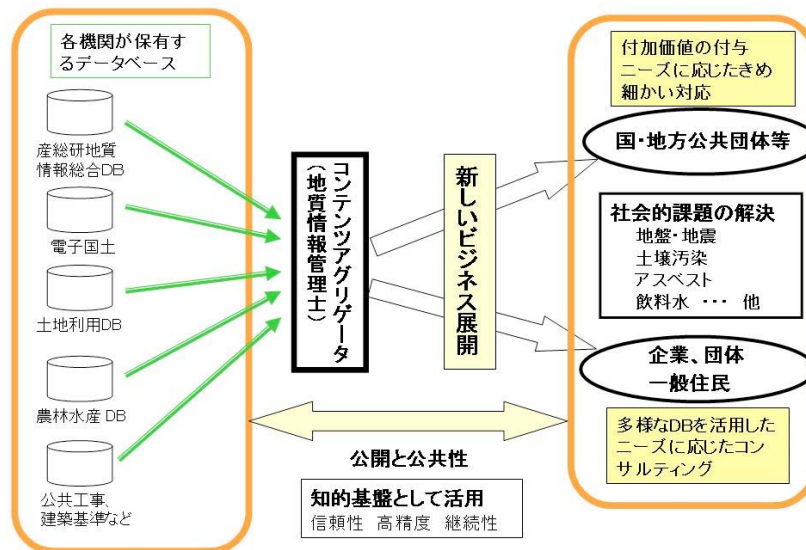 各機関が保有す
るデータベース
産総研地質
情報総合DB
電子国土
土地利用DB
農林水産 DB
公共工事、
建築基準など
コンテンツアグリゲータ
(地質情報管理士)
新しいビジネス展開
公開と公共性
知的基盤として活用
信頼性 高精度 継続性
付加価値の付与
ニーズに応じたきめ
細かい対応
国・地方公共団体等
社会的課題の解決
地盤・地震
土壌汚染
アスベスト
飲料水 ・・・ 他
企業、団体
一般住民
多様なDBを活用した
ニーズに応じたコン
サルティング